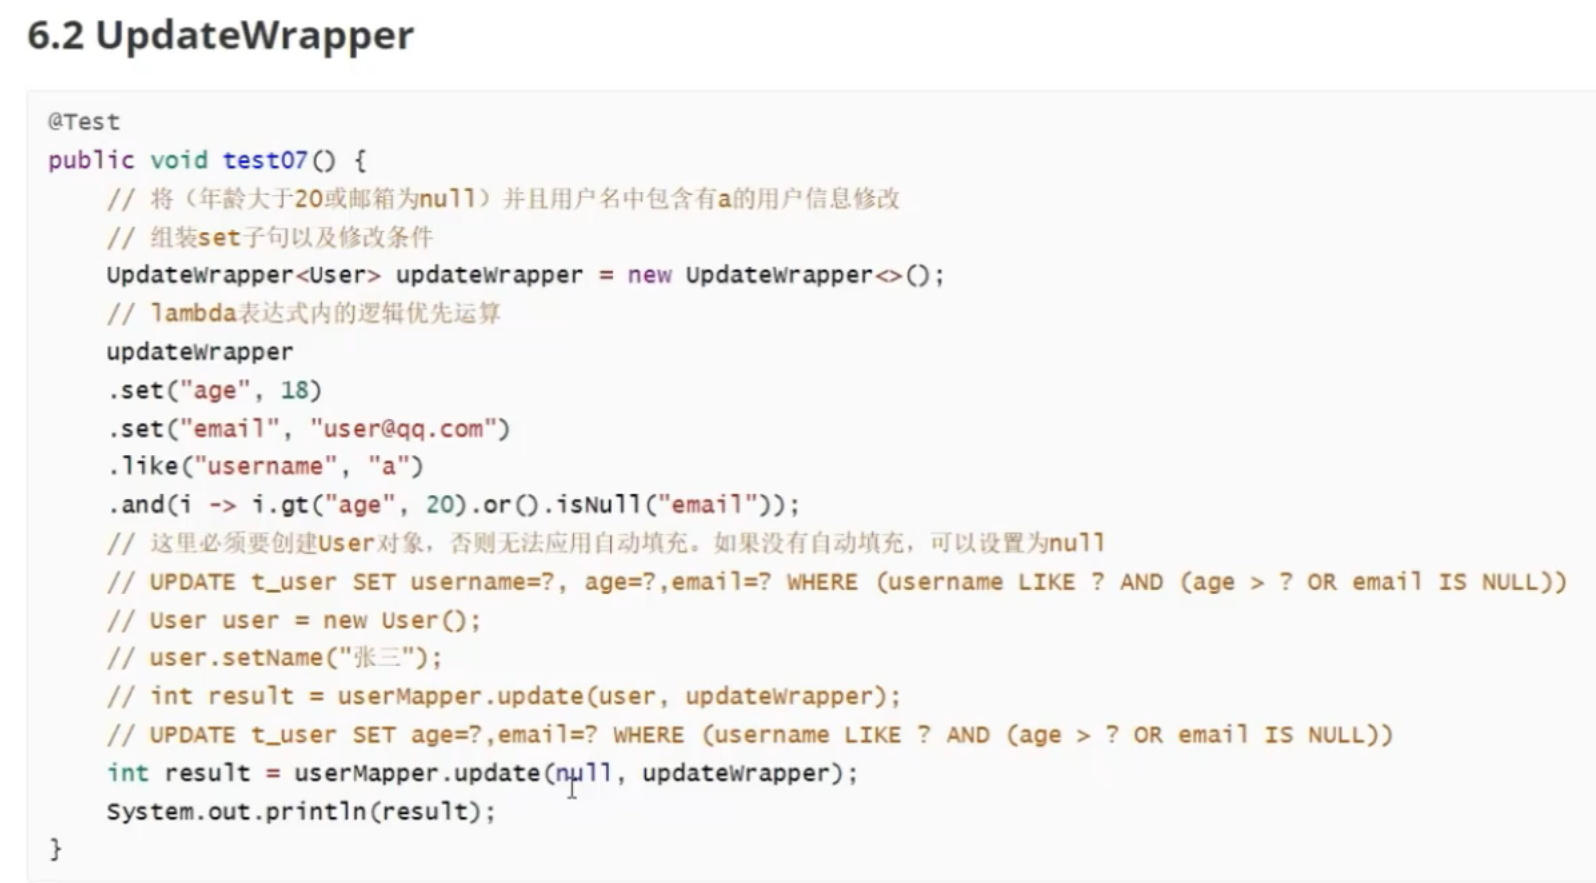 6.2 UpdateWrapper
@Test
public void test07() {
// 将（年龄大于20或邮箱为null）并且用户名中包含有a的用户信息修改
// 组装set子句以及修改条件
UpdateWrapper<User> updateWrapper = new UpdateWrapper<>();
// lambda表达式内的逻辑优先运算
updateWrapper
.set("age", 18)
.set("email", "user@qq.com")
.like("username", "a")
.and(i -> i.gt("age", 20).or().isNull("email"));
// 这里必须要创建User对象，否则无法应用自动填充。如果没有自动填充，可以设置为null
// UPDATE t_user SET username=?, age=?,email=? WHERE (username LIKE ? AND (age > ? OR email IS NULL))
// User user = new User();
// user.setName("张三");
// int result = userMapper.update(user, updateWrapper);
// UPDATE t_user SET age=?,email=? WHERE (username LIKE ? AND (age > ? OR email IS NULL))
int result = userMapper.update(null, updateWrapper);
System.out.println(result);
}